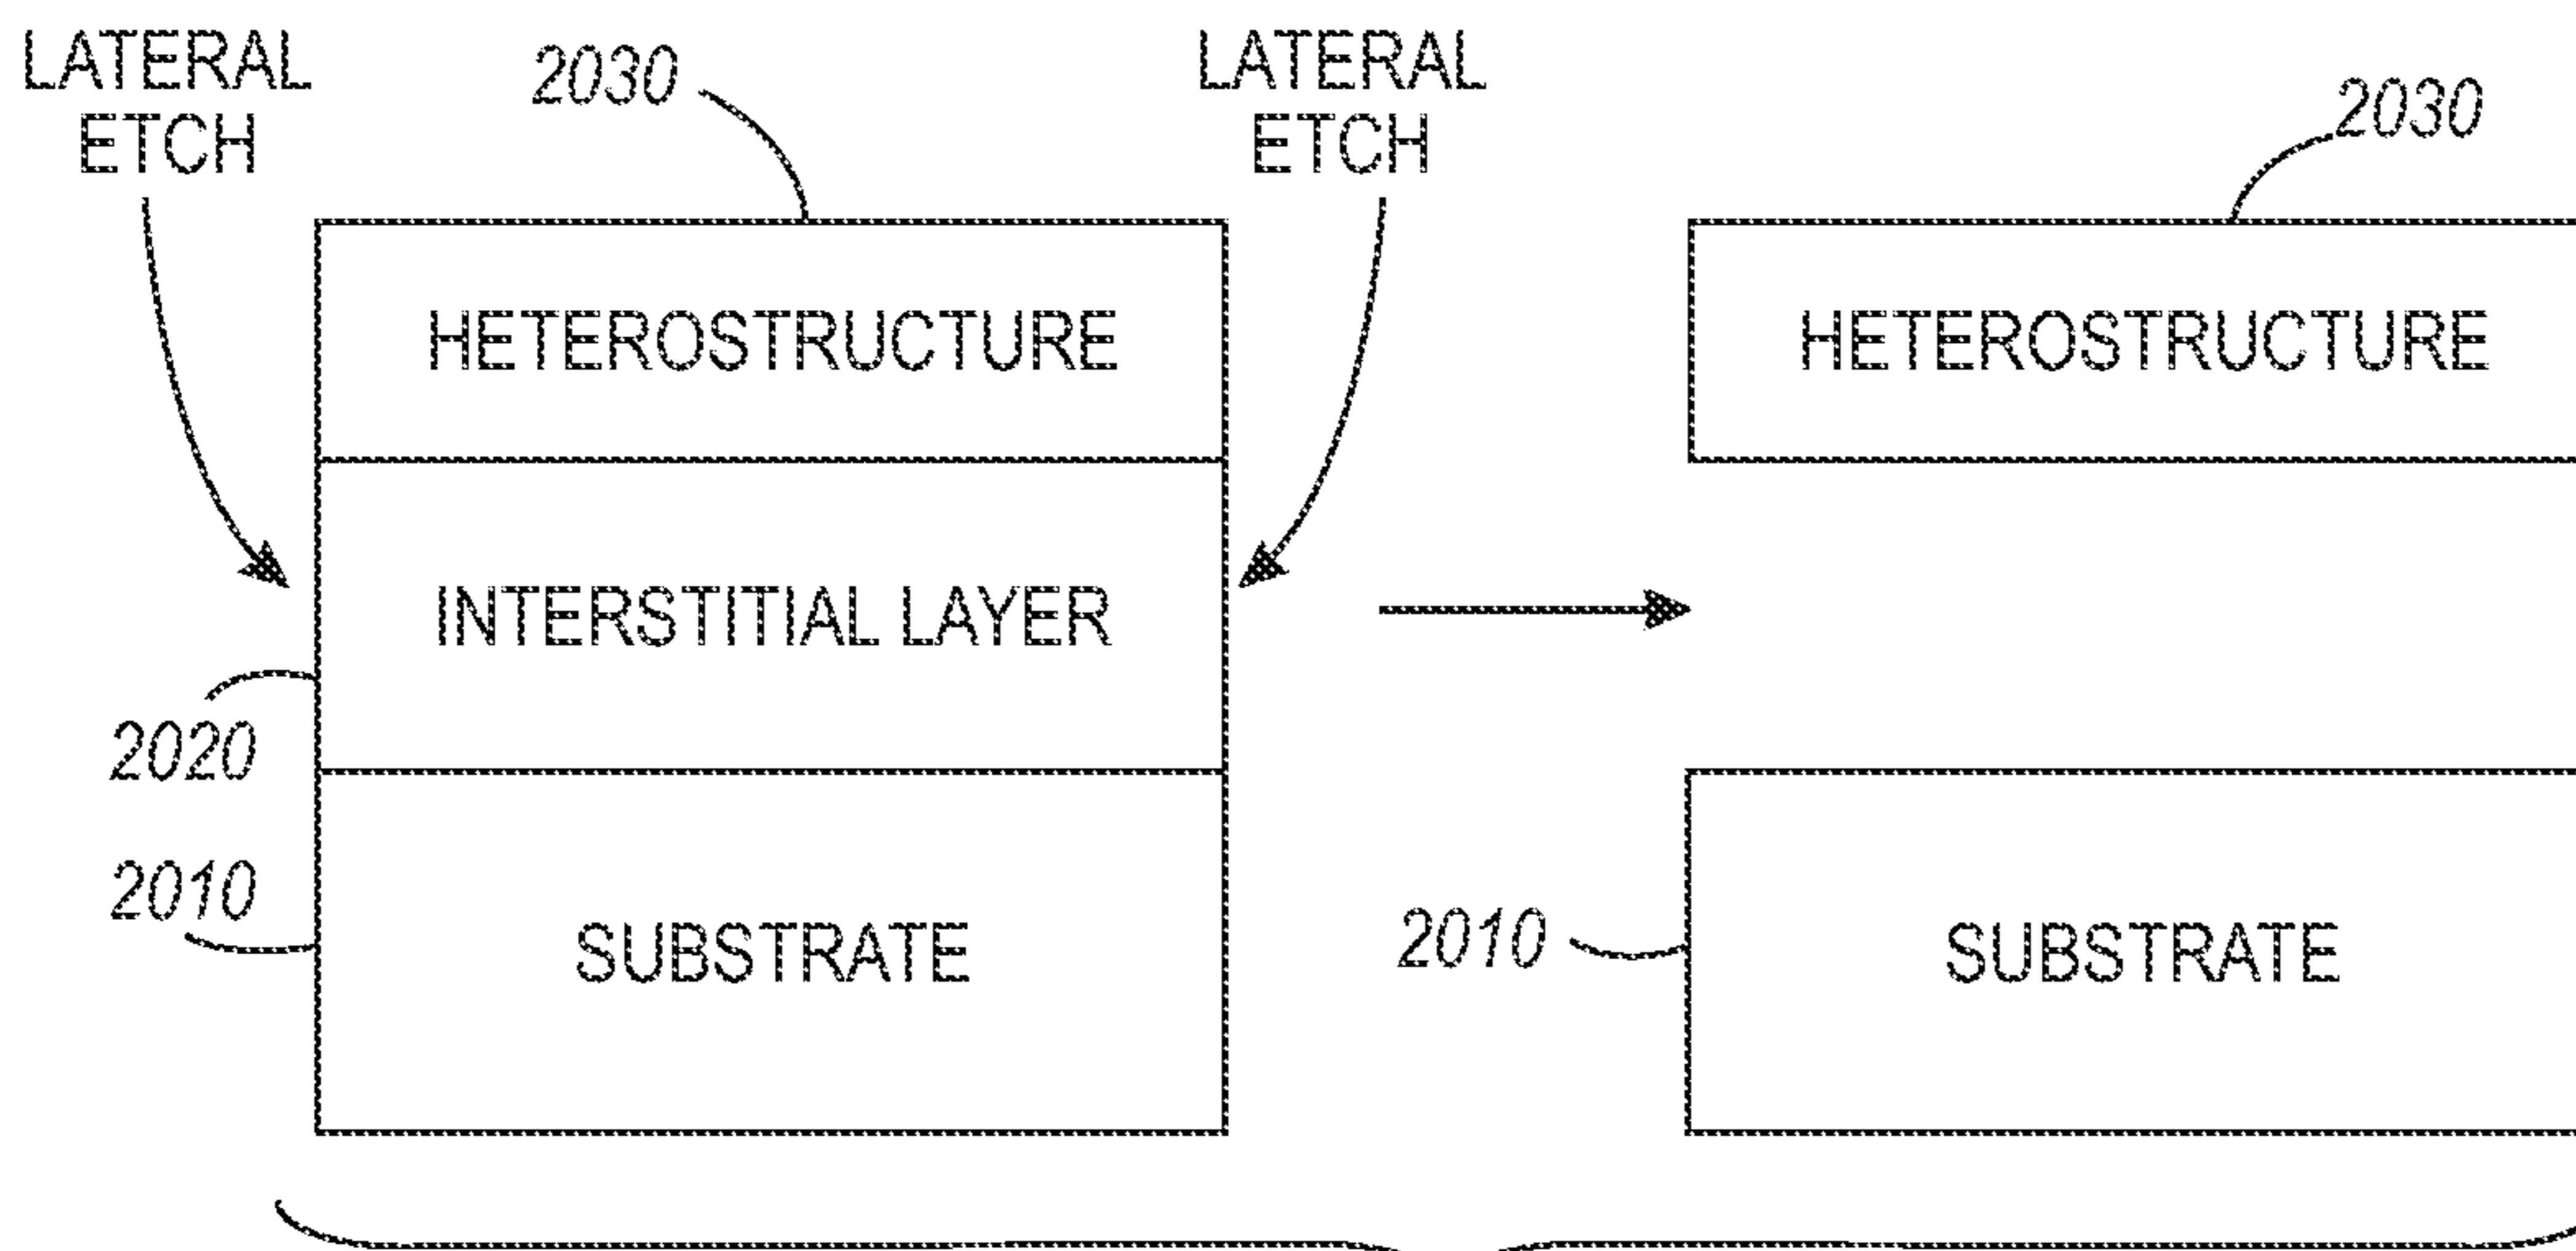 LATERAL
ETCH
2030
LATERAL
ETCH
2030
HETEROSTRUCTURE
HETEROSTRUCTURE
INTERSTITIAL LAYER
2020
2010
SUBSTRATE
2010
SUBSTRATE